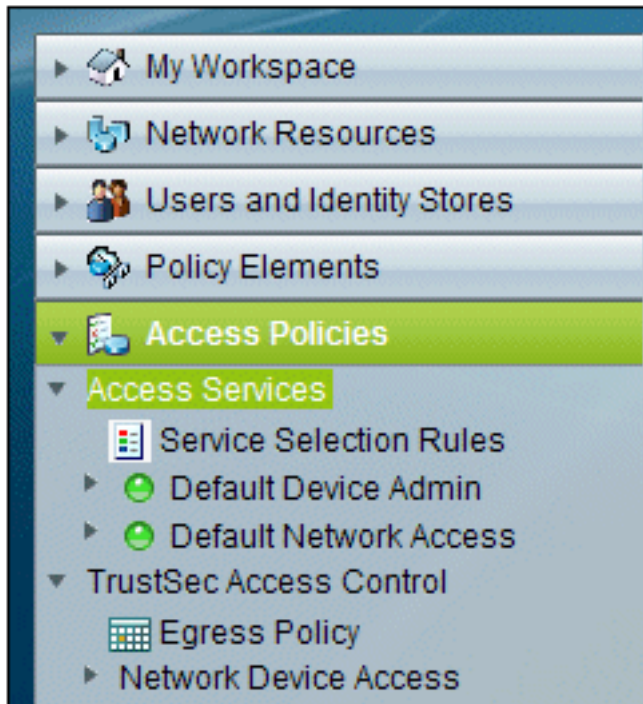 My Workspace
Network Resources
Users and Identity Stores
Policy Elements
Access Policies
Access Services
Service Selection Rules
Default Device Admin
Default Network Access
TrustSec Access Control
Egress Policy
Network Device Access